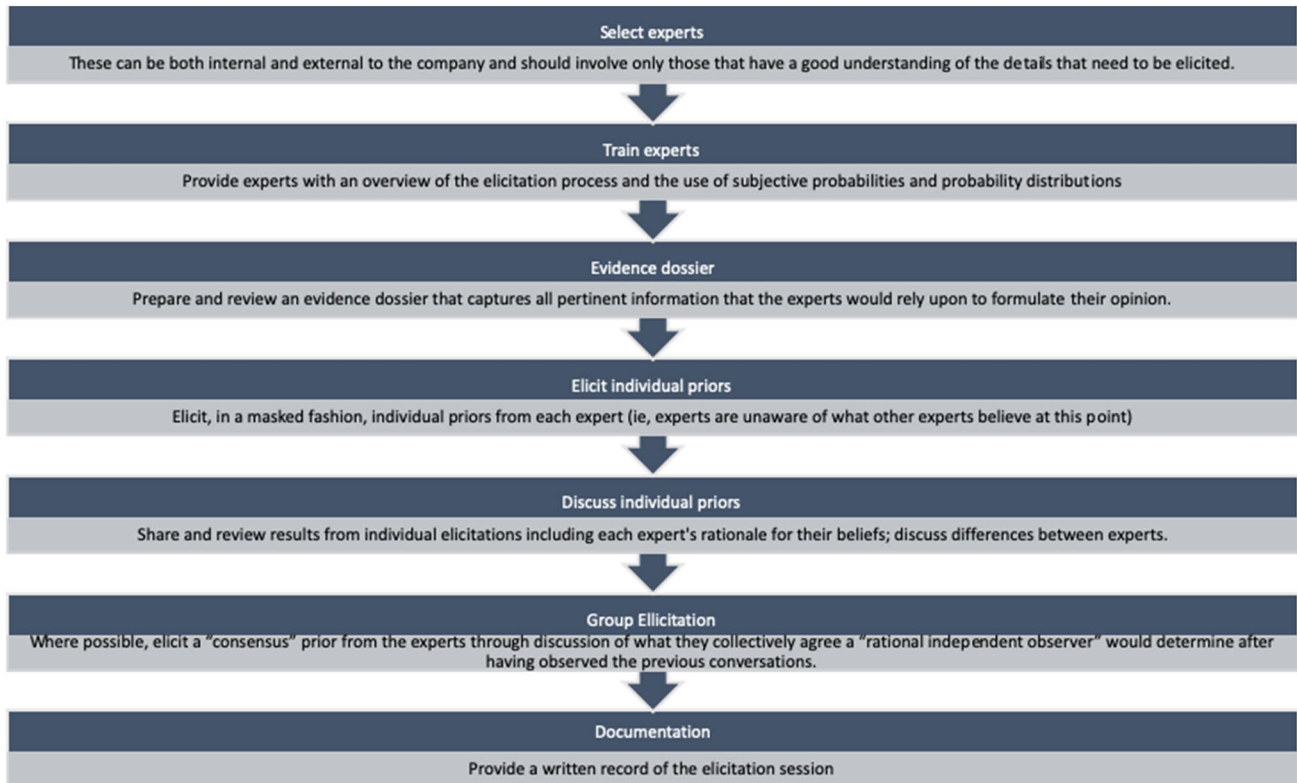 Select experts
These can be both internal and external to the company and should involve only those that have a good understanding of the details that need to be elicited.
Train experts
Provide experts with an overview of the elicitation process and the use of subjective probabilities and probability distributions
Evidence dossier
Prepare and review an evidence dossier that captures all pertinent information that the experts would rely upon to formulate their opinion.
Elicit individual priors
Elicit, in a masked fashion, individual priors from each expert (ie, experts are unaware of what other experts believe at this point)
Discuss individual priors
Share and review results from individual elicitations including each expert's rationale for their beliefs; discuss differences between experts.
Group Ellicitation
Where possible, elicit a “consensus” prior from the experts through discussion of what they collectively agree a “rational independent observer” would determine after
having observed the previous conversations.
Documentation
Provide a written record of the elicitation session